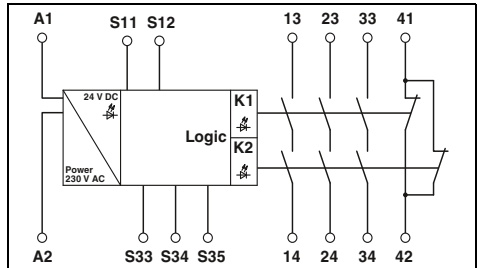 A1 S11 S12 13 23 33 41
24 V DC
K1
Logic
K2
Power
230 V AC
A2 S33 S34 S35 14 24 34 42